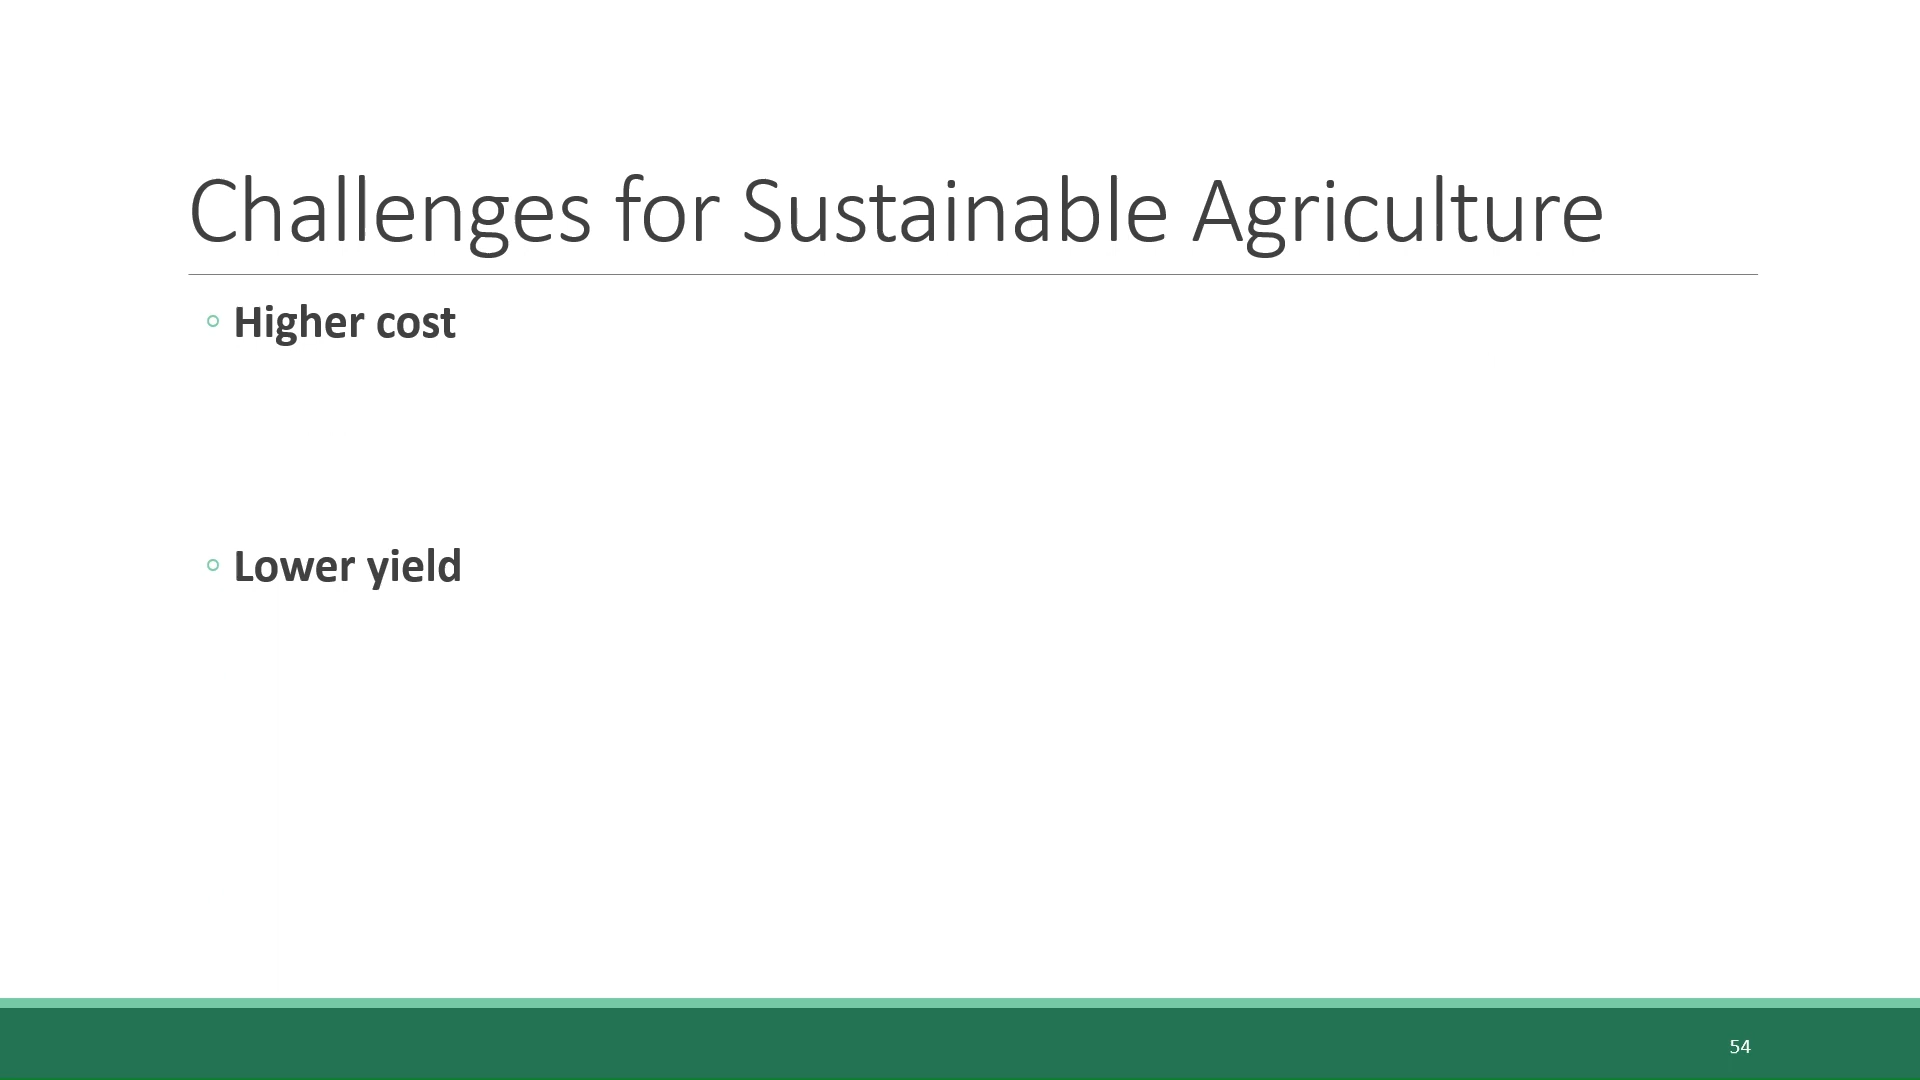 Challenges for Sustainable Agriculture
◦ Higher cost
◦ Lower yield
54